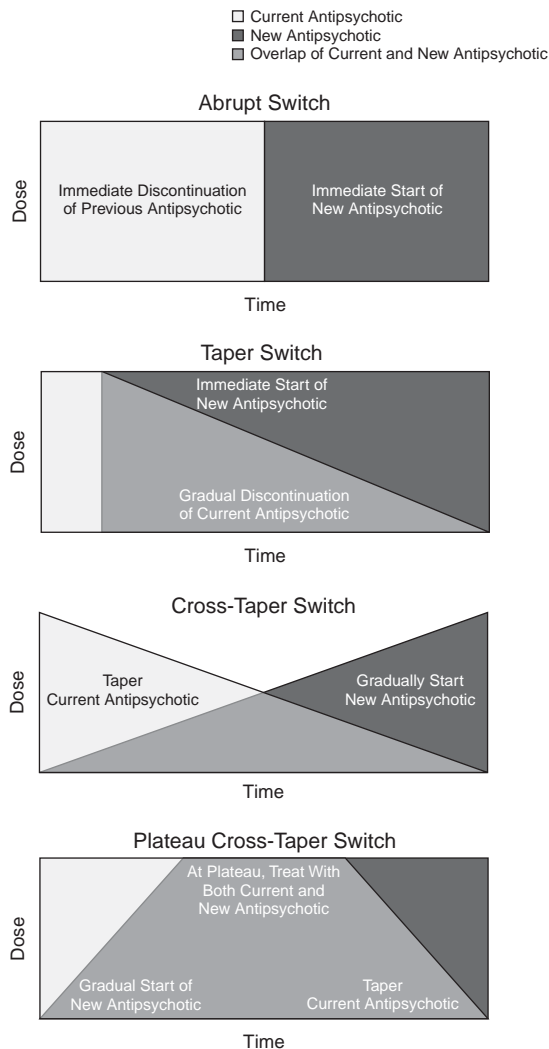 Current Antipsychotic
New Antipsychotic
Overlap of Current and New Antipsychotic
Abrupt Switch
Dose
Immediate Discontinuation
of Previous Antipsychotic
Immediate Start of
New Antipsychotic
Time
Taper Switch
Dose
Immediate Start of
New Antipsychotic
Gradual Discontinuation
of Current Antipsychotic
Time
Cross-Taper Switch
Dose
Taper
Current Antipsychotic
Gradually Start
New Antipsychotic
Time
Plateau Cross-Taper Switch
Dose
At Plateau, Treat With
Both Current and
New Antipsychotic
Gradual Start of
New Antipsychotic
Taper
Current Antipsychotic
Time